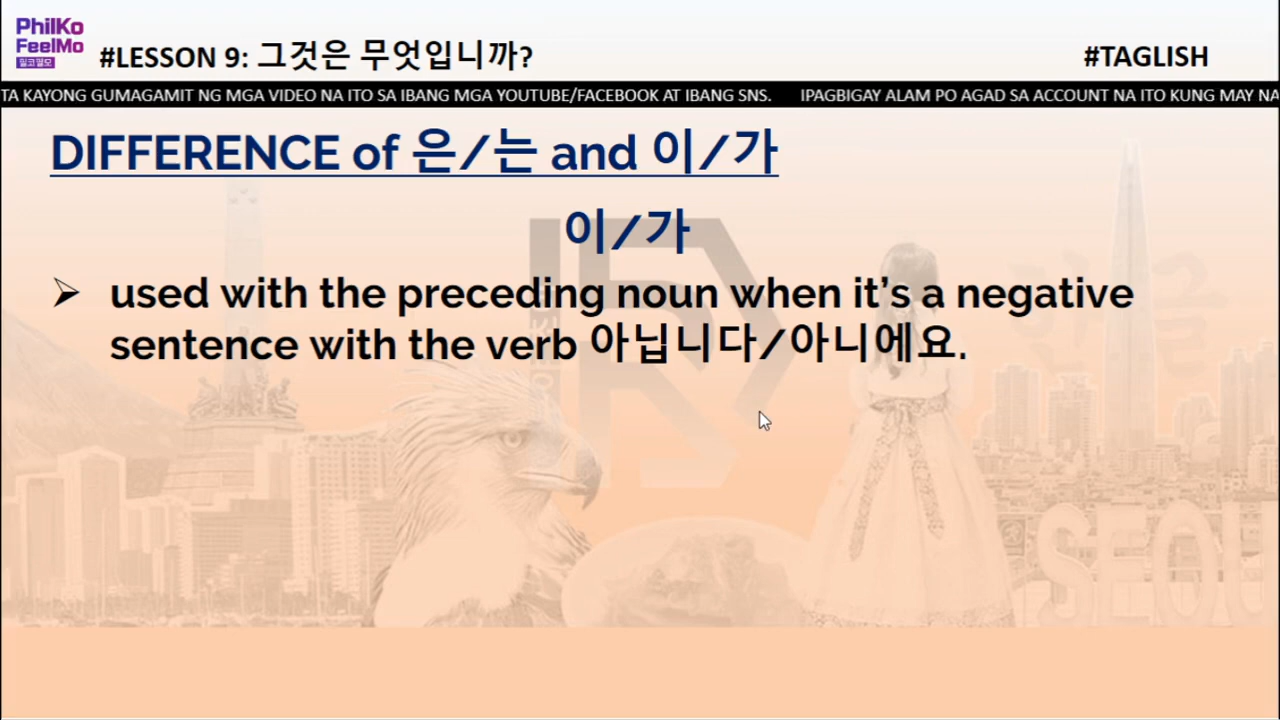 PhilKo
FeelMo
필코필모
#LESSON 9: 그것은 무엇입니까?
#TAGLISH
TA KAYONG GUMAGAMIT NG MGA VIDEO NA ITO SA IBANG MGA YOUTUBE/FACEBOOK AT IBANG SNS. IPAGBIGAY ALAM PO AGAD SA ACCOUNT NA ITO KUNG MAY NA
DIFFERENCE of 은/는 and 이/가
이/가
➢ used with the preceding noun when it's a negative
sentence with the verb 아닙니다/아니에요.
SEOU